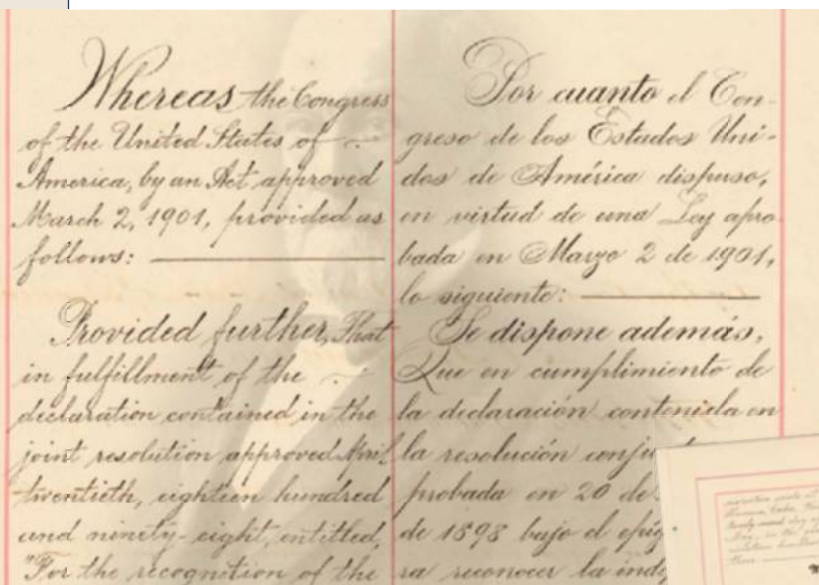 Whereas the Congress
of the United States of
America, by an Act approved
March 2, 1901, provided as
follows:
Provided further, That
in fulfillment of the
declaration contained in the
joint resolution approved April
twentieth, eighteen hundred
and ninety-eight, entitled
"For the recognition of the
Por cuanto el Con-
greso de los Estados Uni-
dos de América dispuso,
en virtud de una Ley apro-
bada en Marzo 2 de 1901,
lo siguiente:
Se dispone además,
Que en cumplimiento de
la declaración contenida en
la resolución
probada en 20 de
de 1898 bajo el
ra reconocer la